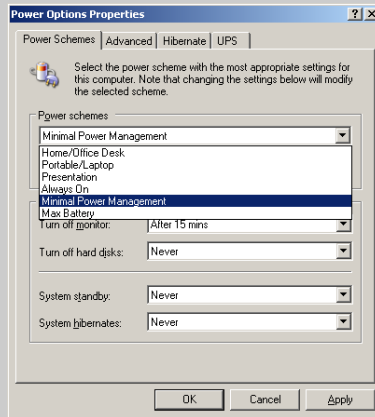 Power Options Properties
Power Schemes Advanced Hibernate UPS
Select the power scheme with the most appropriate settings for
this computer. Note that changing the settings below will modify
the selected scheme.
Power schemes
Minimal Power Management
Home/Office Desk
Portable/Laptop
Presentation
Always On
Minimal Power Management
Max Battery
Turn off monitor: After 15 mins
Turn off hard disks: Never
System standby: Never
System hibernates: Never
OK Cancel Apply